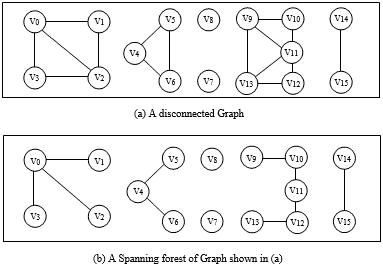 V0 V1 V5 V8 V9 V10 V14
V4 V11
V3 V2 V6 V7 V13 V12 V15
(a) A disconnected Graph
V0 V1 V5 V8 V9 V10 V14
V4 V11
V3 V2 V6 V7 V13 V12 V15
(b) A Spanning forest of Graph shown in (a)